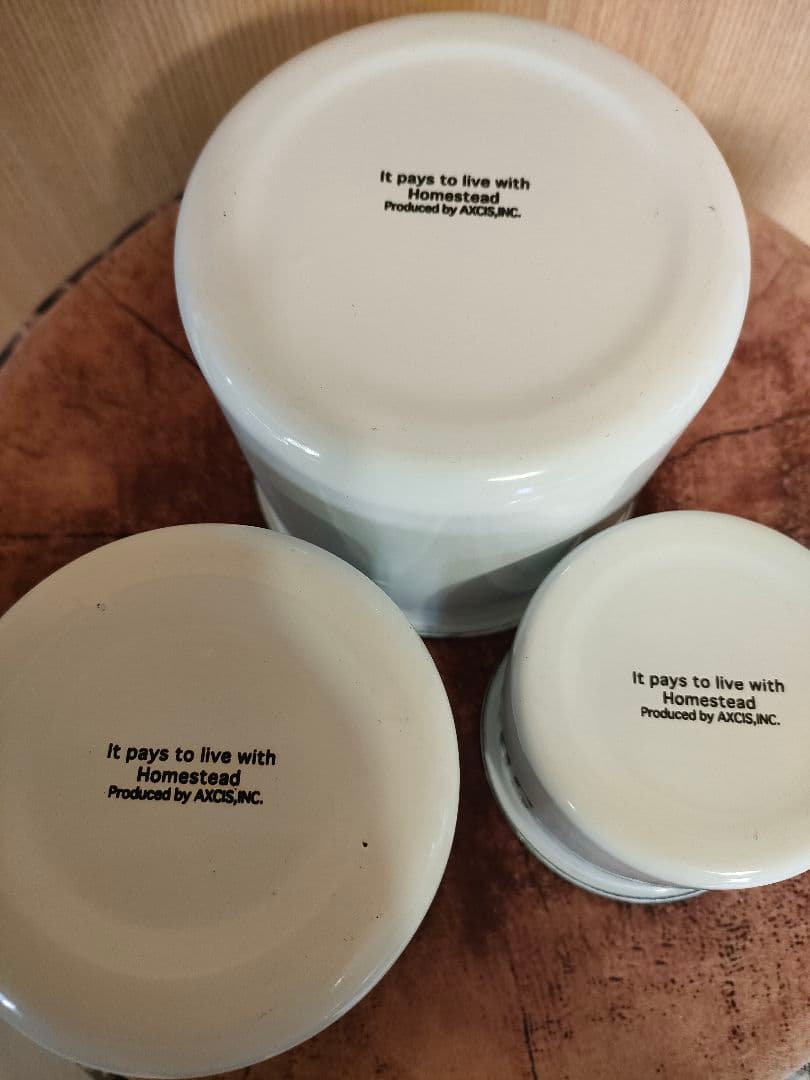 It pays to live with
Homestead
Produced by AXCIS,INC.
It pays to live with
Homestead
Produced by AXCIS,INC.
It pays to live with
Homestead
Produced by AXCIS,INC.